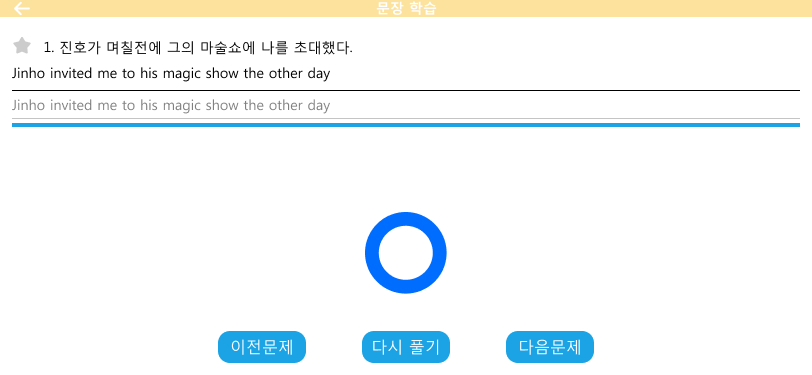 문장 학습
1. 진호가 며칠전에 그의 마술쇼에 나를 초대했다.
Jinho invited me to his magic show the other day
Jinho invited me to his magic show the other day
이전문제 다시 풀기 다음문제